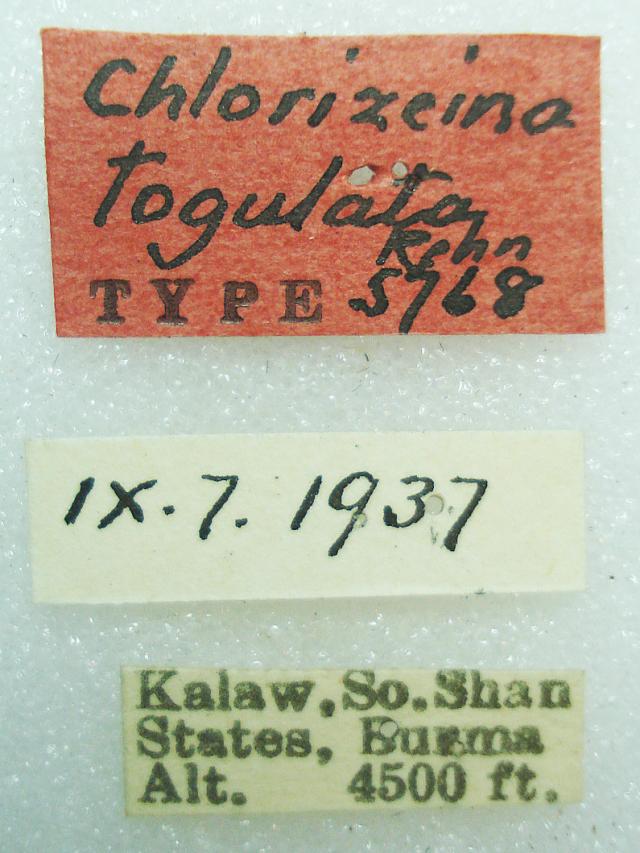 Chlorizeina
togulata
Rehn
TYPE 5768
IX.7.1937
Kalaw, So. Shan
States, Burma
Alt. 4500 ft.